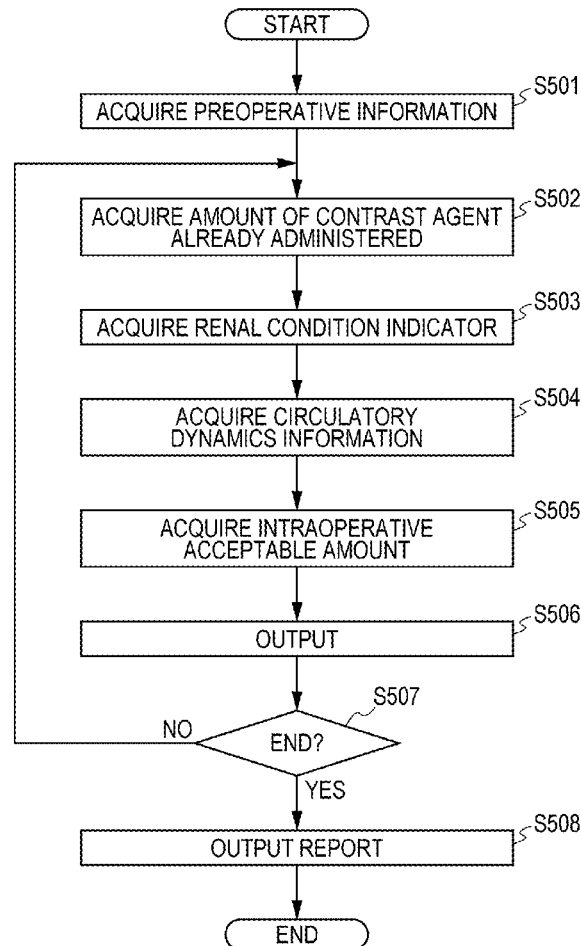 START
S501
ACQUIRE PREOPERATIVE INFORMATION
S502
ACQUIRE AMOUNT OF CONTRAST AGENT
ALREADY ADMINISTERED
S503
ACQUIRE RENAL CONDITION INDICATOR
S504
ACQUIRE CIRCULATORY
DYNAMICS INFORMATION
S505
ACQUIRE INTRAOPERATIVE
ACCEPTABLE AMOUNT
S506
OUTPUT
S507
NO
END?
YES
S508
OUTPUT REPORT
END